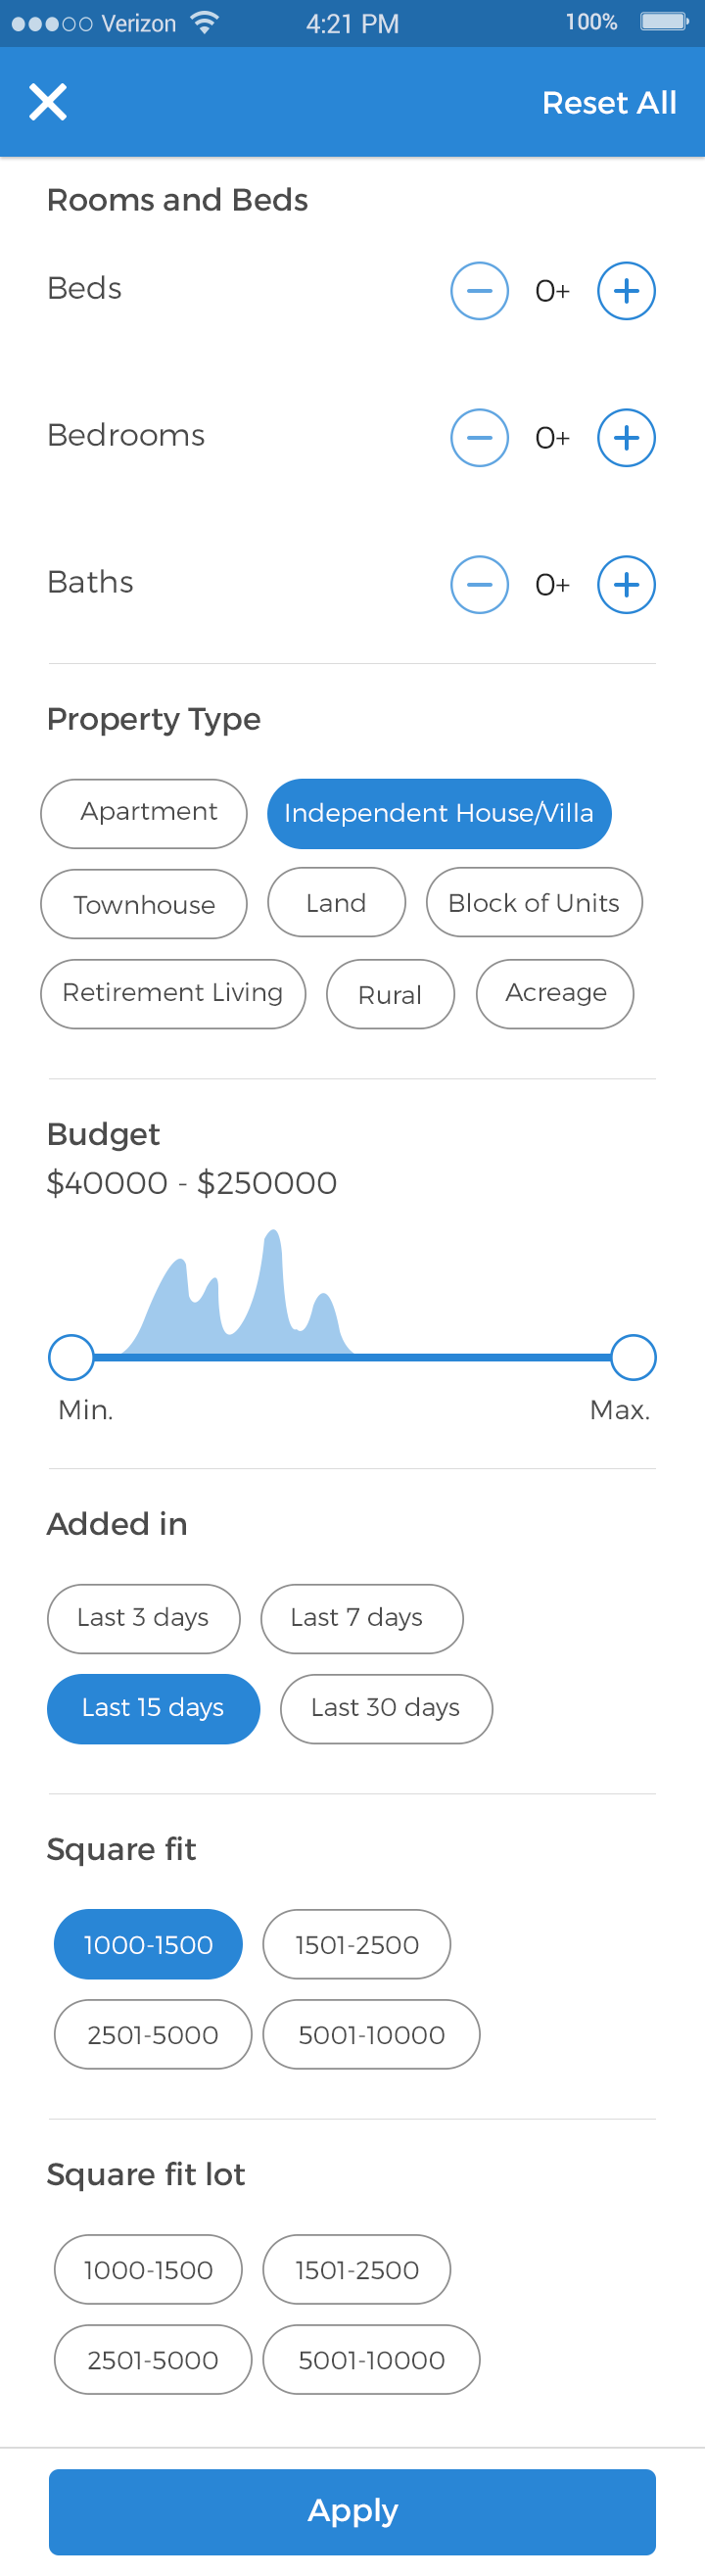 Verizon 4:21 PM 100%
Reset All
Rooms and Beds
Beds 0+
Bedrooms 0+
Baths 0+
Property Type
Apartment Independent House/Villa
Townhouse Land Block of Units
Retirement Living Rural Acreage
Budget
$40000 - $250000
Min. Max.
Added in
Last 3 days Last 7 days
Last 15 days Last 30 days
Square fit
1000-1500 1501-2500
2501-5000 5001-10000
Square fit lot
1000-1500 1501-2500
2501-5000 5001-10000
Apply